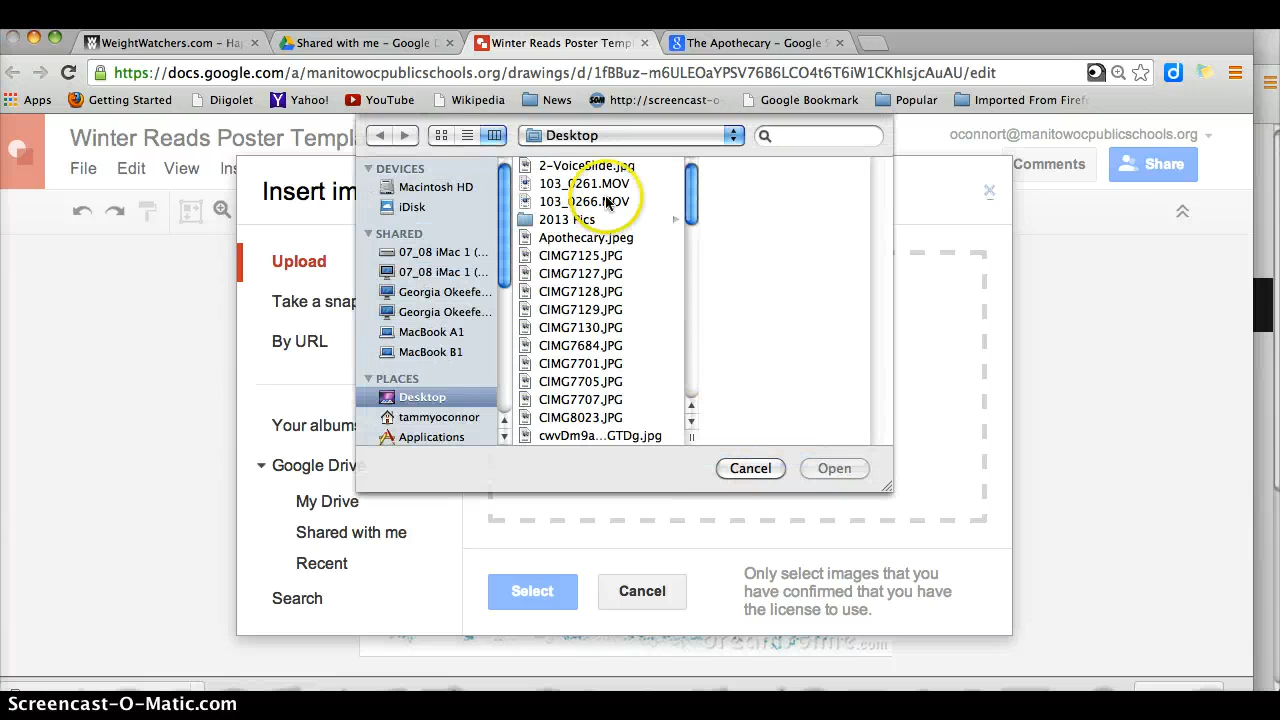 WeightWatchers.com - Ha
Shared with me - Google D
Winter Reads Poster Templ
The Apothecary - Google S
https://docs.google.com/a/manitowocpublicschools.org/drawings/d/1fBBuz-m6ULEOaYPSV76B6LCO4t6T6iW1CKhIsjcAuAU/edit
Apps Getting Started Diigolet Yahoo YouTube Wikipedia News http://screencast-o Google Bookmark Popular Imported From Firef
Winter Reads Poster Templa
oconnort@manitowocpublicschools.org
File Edit View Ins
Comments Share
Desktop
Insert im
Upload
Take a snap
By URL
Your albums
Google Drive
My Drive
Shared with me
Recent
Search
DEVICES
Macintosh HD
iDisk
SHARED
07_08 iMac 1 (...
07_08 iMac 1 (...
Georgia Okeefe...
Georgia Okeefe...
MacBook A1
MacBook B1
PLACES
Desktop
tammyoconnor
Applications
2-VoiceSlide.jpg
103_0261.MOV
103_0266.MOV
2013 Pics
Apothecary.jpeg
CIMG7125.JPG
CIMG7127.JPG
CIMG7128.JPG
CIMG7129.JPG
CIMG7130.JPG
CIMG7684.JPG
CIMG7701.JPG
CIMG7705.JPG
CIMG7707.JPG
CIMG8023.JPG
cwvDm9a...GTDg.jpg
Cancel Open
Select Cancel
Only select images that you
have confirmed that you have
the license to use.
dreamstime.com
Screencast-O-Matic.com